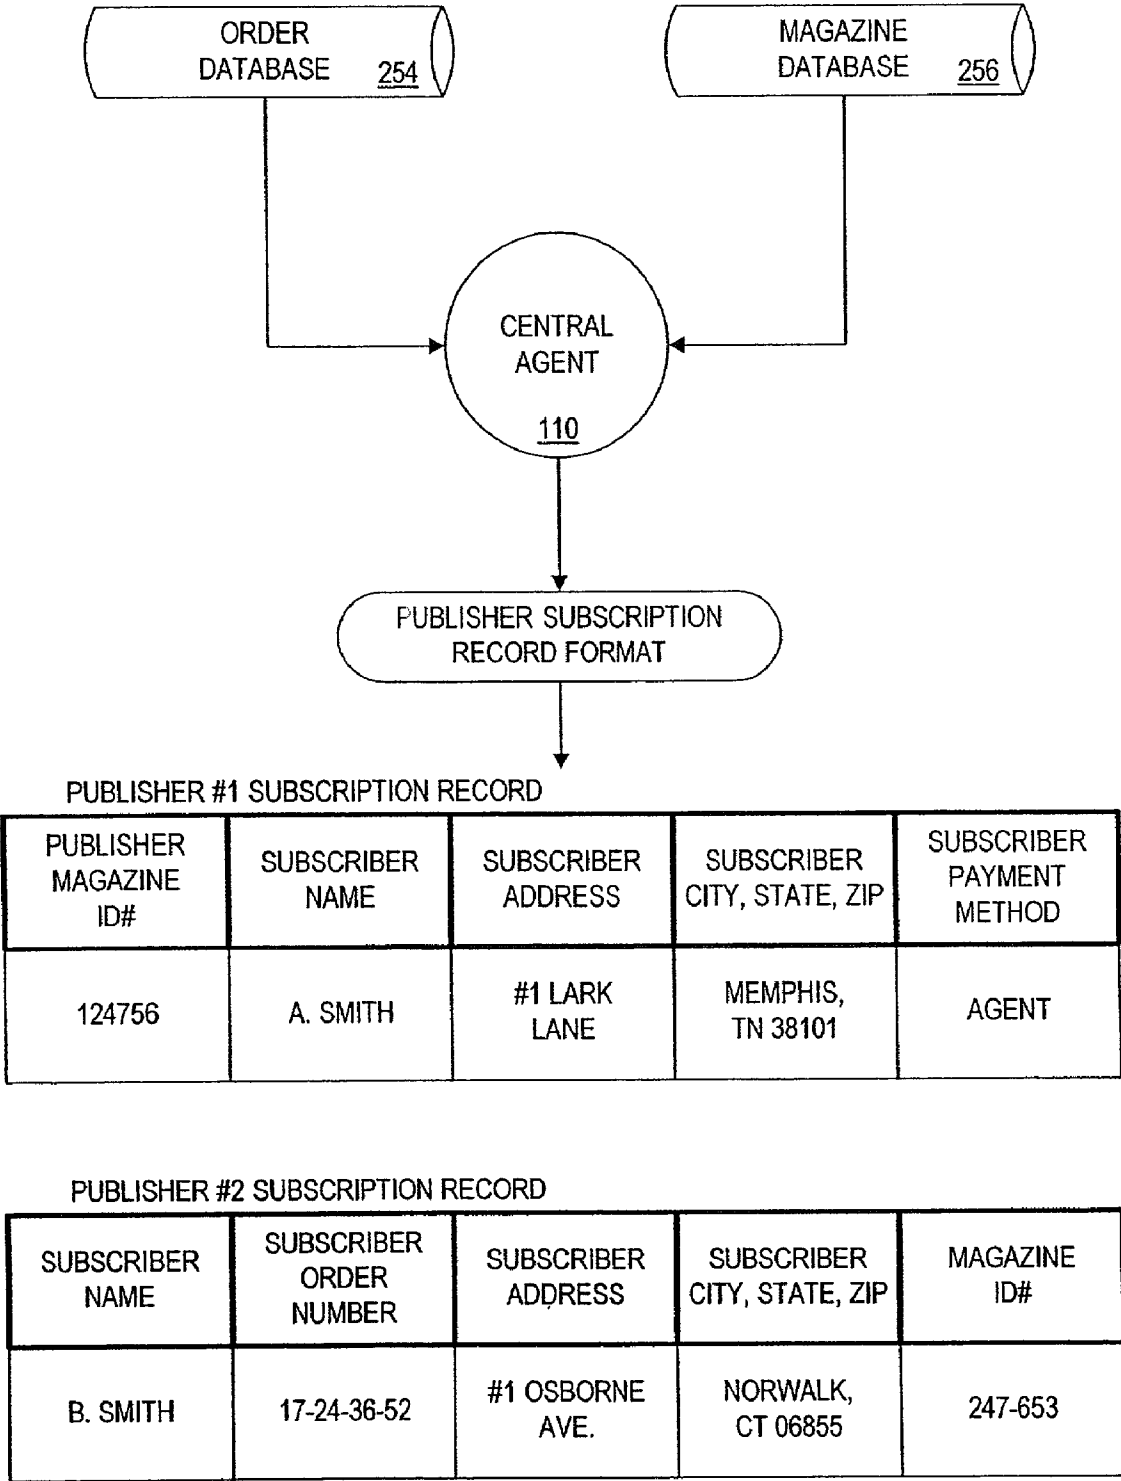 ORDER
DATABASE 254
MAGAZINE
DATABASE 256
CENTRAL
AGENT
110
PUBLISHER SUBSCRIPTION
RECORD FORMAT
PUBLISHER #1 SUBSCRIPTION RECORD
PUBLISHER
MAGAZINE
ID#
SUBSCRIBER
NAME
SUBSCRIBER
ADDRESS
SUBSCRIBER
CITY, STATE, ZIP
SUBSCRIBER
PAYMENT
METHOD
124756
A. SMITH
#1 LARK
LANE
MEMPHIS,
TN 38101
AGENT
PUBLISHER #2 SUBSCRIPTION RECORD
SUBSCRIBER
NAME
SUBSCRIBER
ORDER
NUMBER
SUBSCRIBER
ADDRESS
SUBSCRIBER
CITY, STATE, ZIP
MAGAZINE
ID#
B. SMITH
17-24-36-52
#1 OSBORNE
AVE.
NORWALK,
CT 06855
247-653